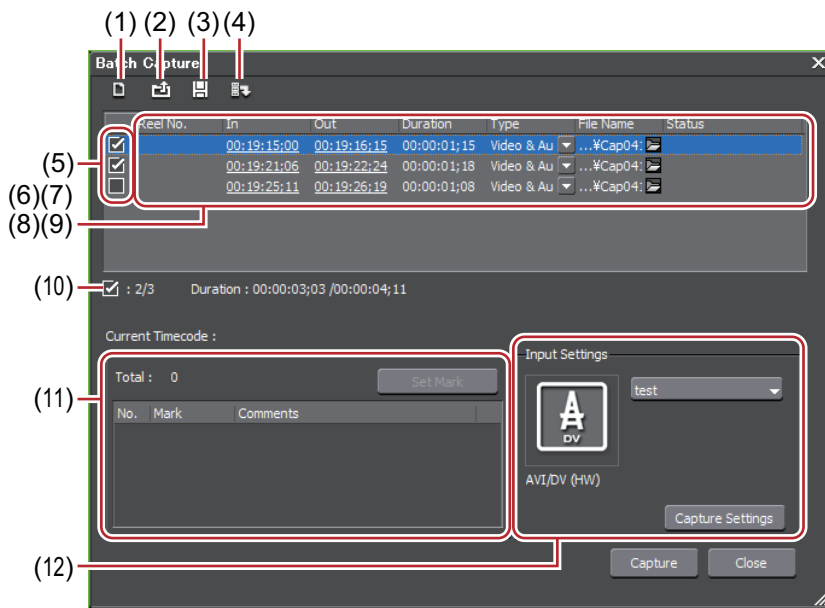 (1) (2) (3) (4)
Batch Capture
Reel No. In Out Duration Type File Name Status
(5) 00:19:15;00 00:19:16;15 00:00:01;15 Video & Au ...¥Cap04
00:19:21;06 00:19:22;24 00:00:01;18 Video & Au ...¥Cap04
(6)(7) 00:19:25;11 00:19:26;19 00:00:01;08 Video & Au ...¥Cap04
(8)(9)
(10) : 2/3 Duration : 00:00:03;03 /00:00:04;11
Current Timecode :
Input Settings
(11) Total : 0 Set Mark
test
No. Mark Comments
DV
AVI/DV (HW)
Capture Settings
(12) Capture Close